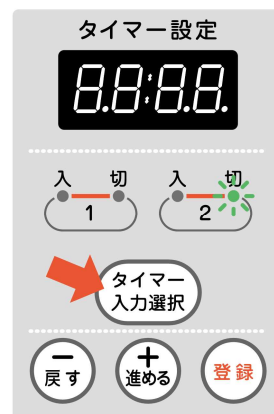 タイマー設定
8.8:8.8.
入 切 入 切
1 2
タイマー
入力選択
− + 登録
戻す 進める